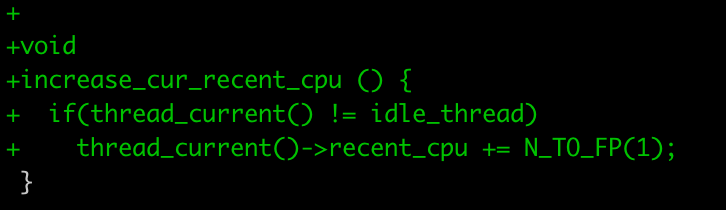 +
+void
+increase_cur_recent_cpu () {
+  if(thread_current() != idle_thread)
+    thread_current()->recent_cpu += N_TO_FP(1);
 }